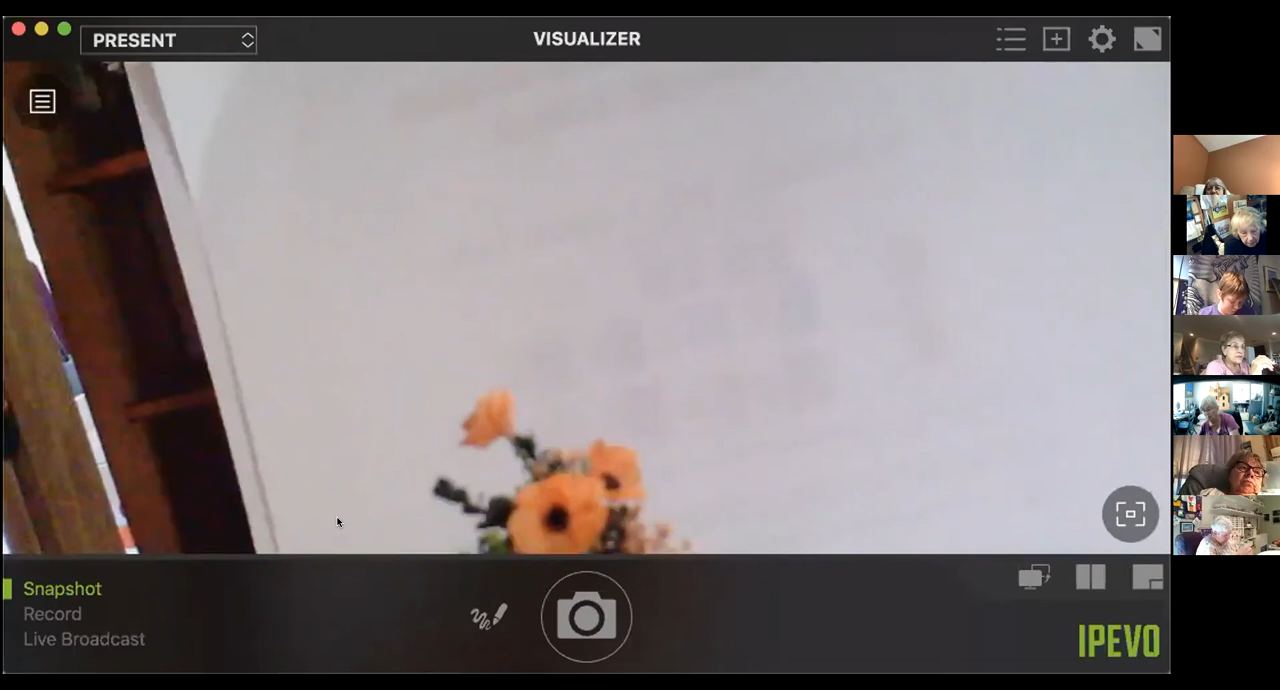 PRESENT
VISUALIZER
Snapshot
Record
Live Broadcast
IPEVO